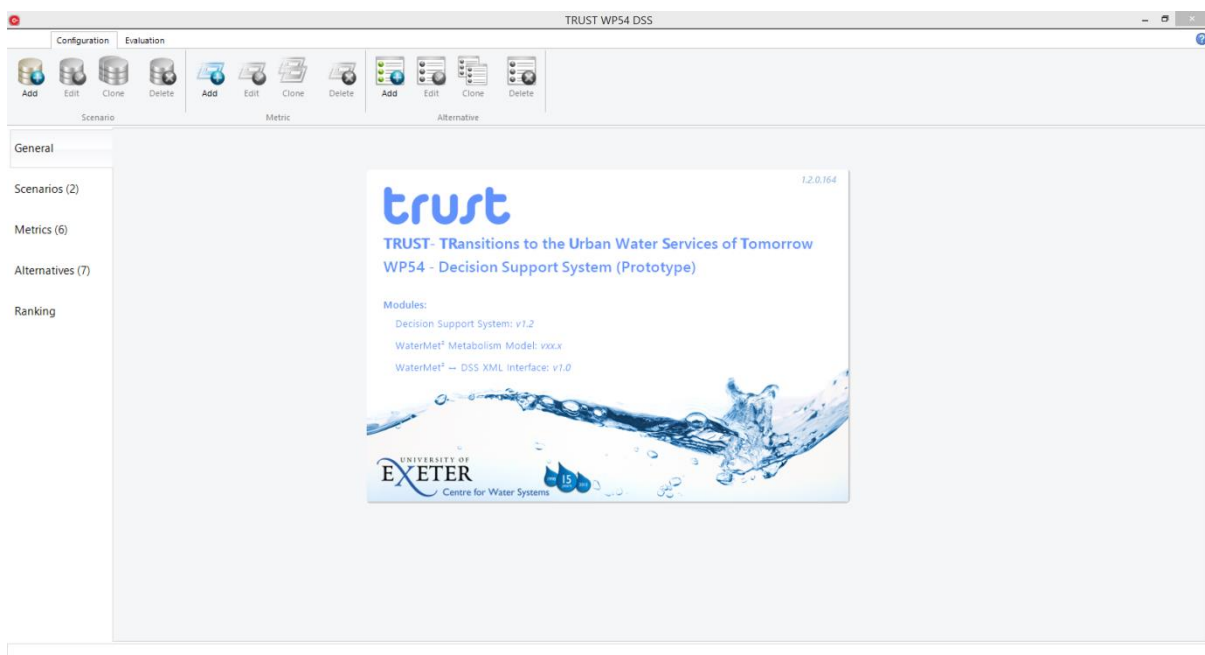 TRUST WP54 DSS
Configuration Evaluation
Add Edit Clone Delete Add Edit Clone Delete Add Edit Clone Delete
Scenario Metric Alternative
General
Scenarios (2)
Metrics (6)
Alternatives (7)
Ranking
1.2.0.164
trust
TRUST- TRansitions to the Urban Water Services of Tomorrow
WP54 - Decision Support System (Prototype)
Modules:
Decision Support System: v1.2
WaterMet² Metabolism Model: vxx.x
WaterMet² ↔ DSS XML Interface: v1.0
UNIVERSITY OF
EXETER
Centre for Water Systems
15